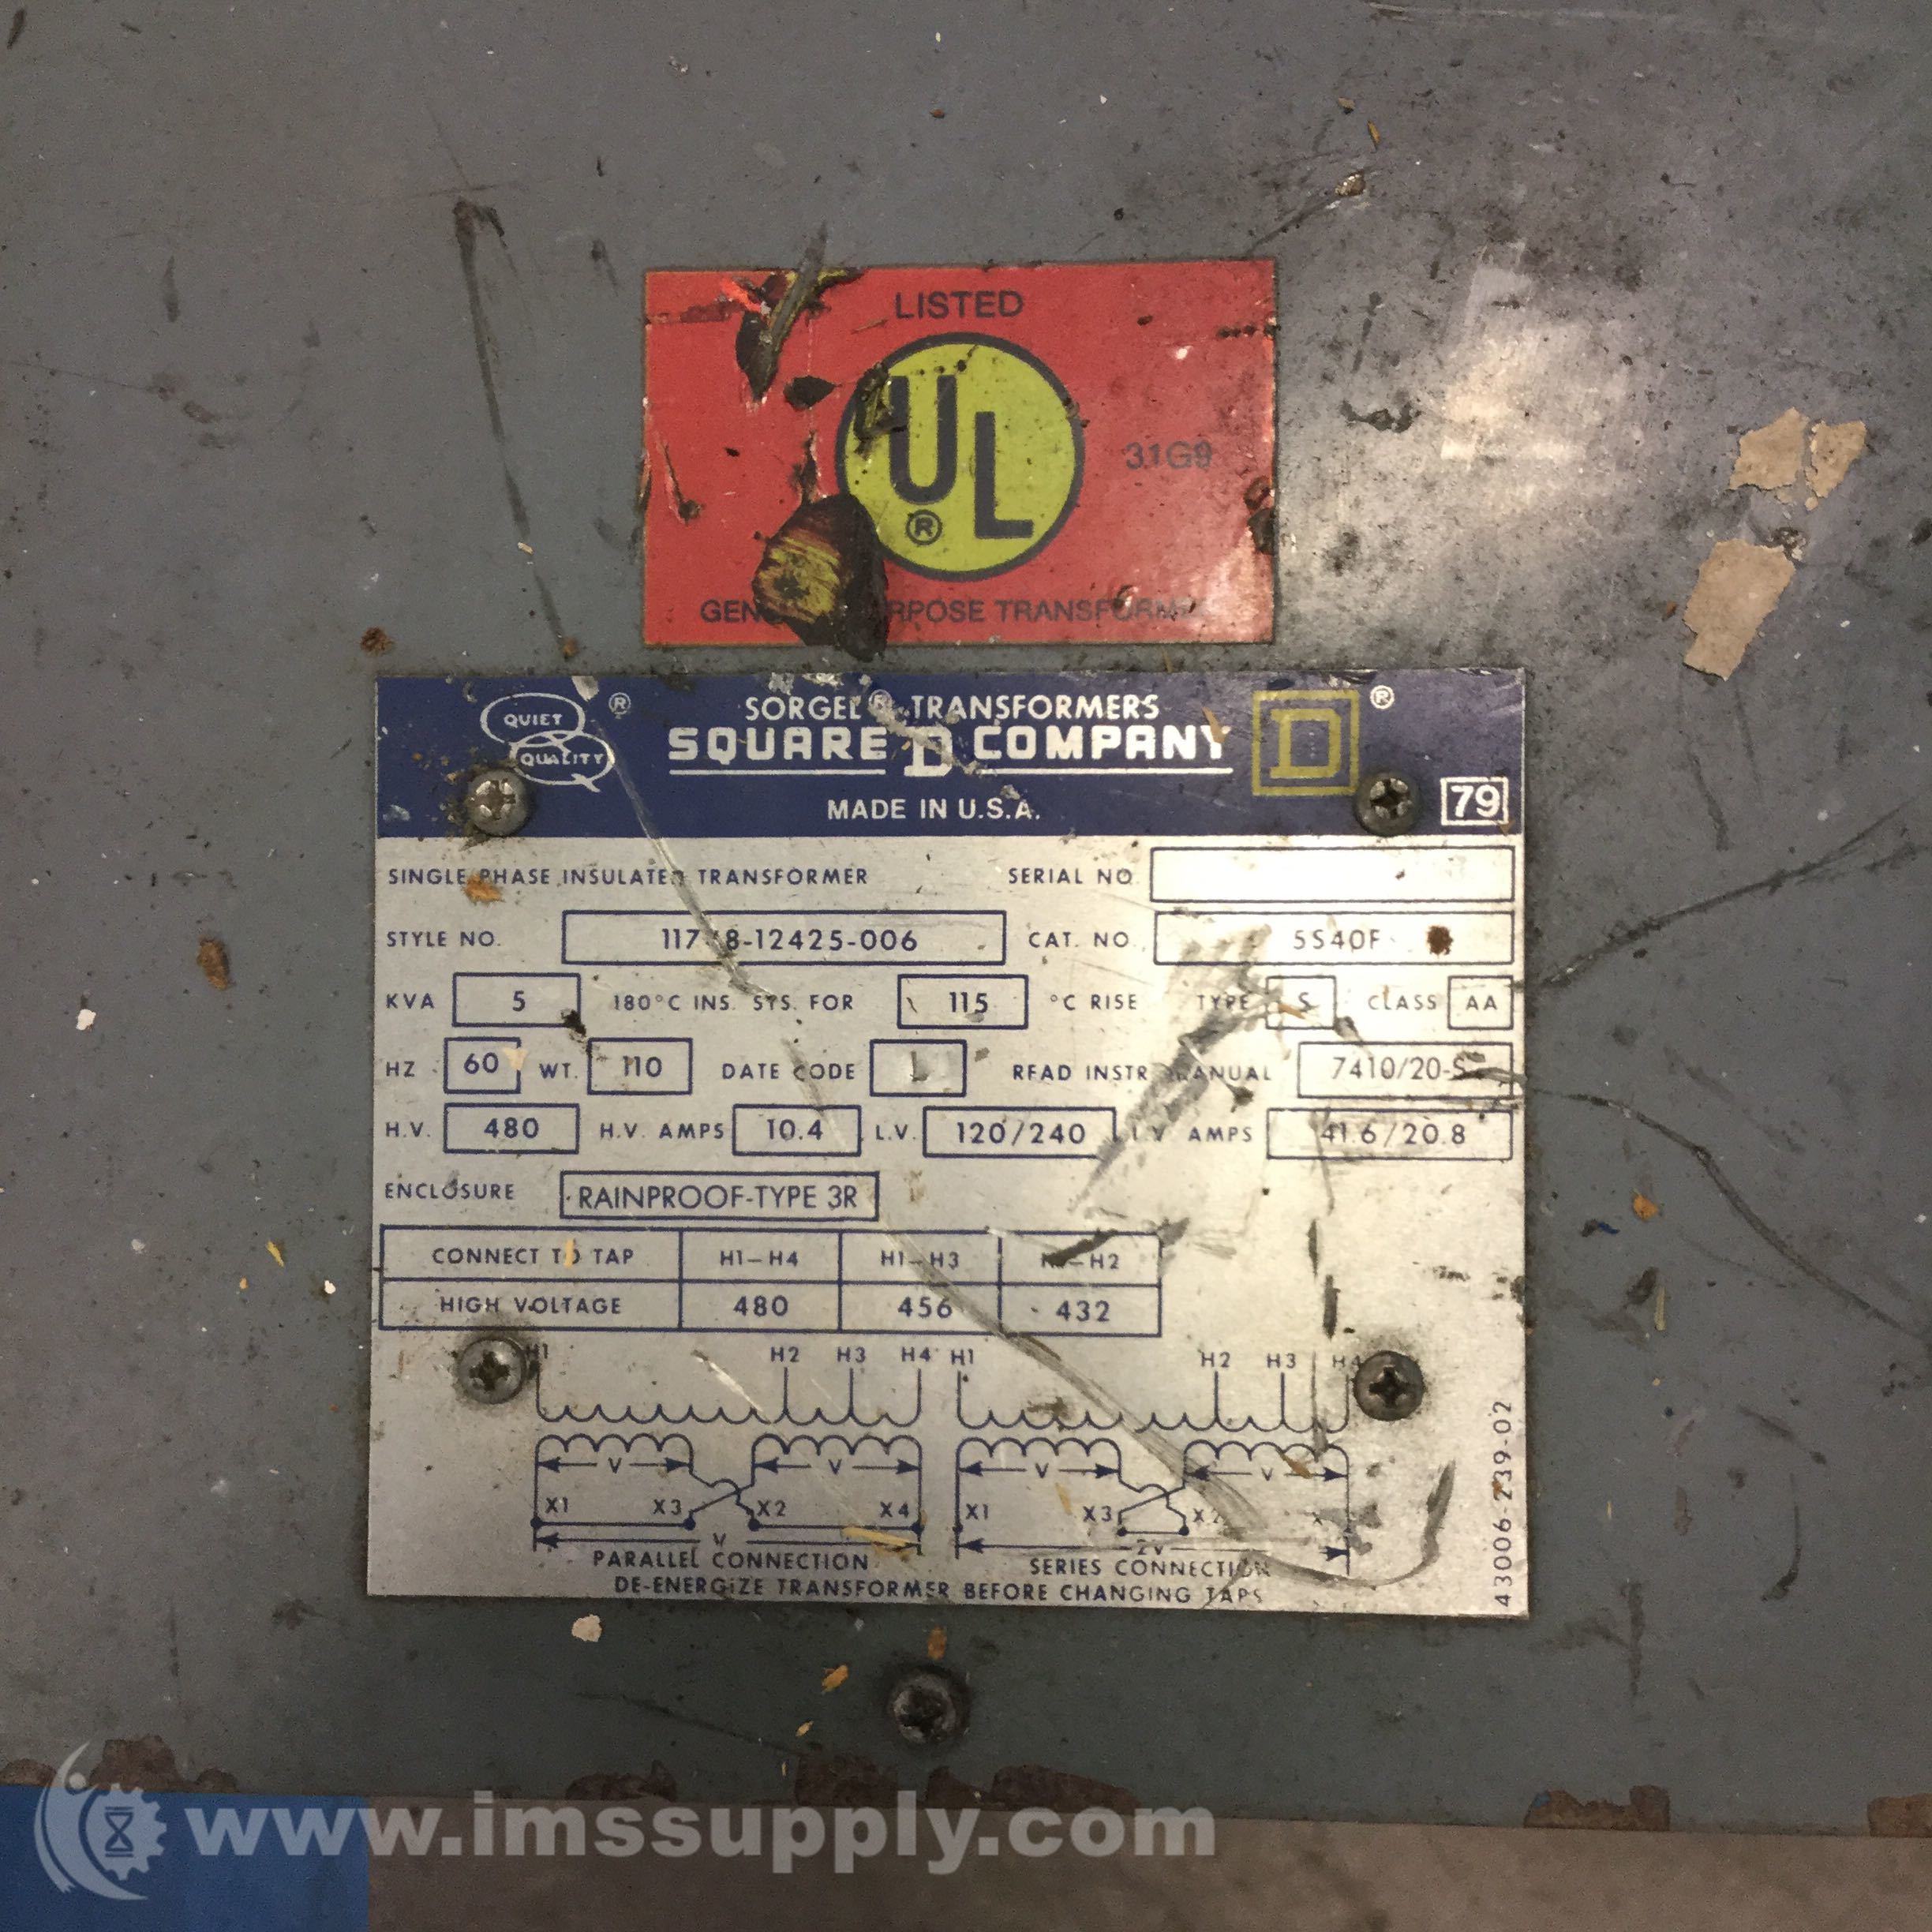 LISTED
UL
®
31G9
TRANSFORMER
QUIET
QUALITY
®
SORGEL® TRANSFORMERS
SQUARE D COMPANY
D
®
MADE IN U.S.A.
79
SINGLE PHASE INSULATED TRANSFORMER SERIAL NO
STYLE NO. CAT. NO. 5S40F
KVA 5 180°C INS. SYS. FOR 115 °C RISE TYPE S CLASS AA
HZ 60 WT. 110 DATE CODE L READ INSTR. MANUAL
H.V. 480 H.V. AMPS 10.4 L.V. 120/240 L.V. AMPS 41.6/20.8
ENCLOSURE RAINPROOF-TYPE 3R
CONNECT TO TAP H1-H4 H1-H3
HIGH VOLTAGE 480 456 432
H1 H2 H3 H4 H1 H2 H3 H4
V V V V
X1 X3 X2 X4 X1 X3 X2
V 2V
PARALLEL CONNECTION SERIES CONNECTION
DE-ENERGIZE TRANSFORMER BEFORE CHANGING TAPS
43006-239-02
www.imssupply.com